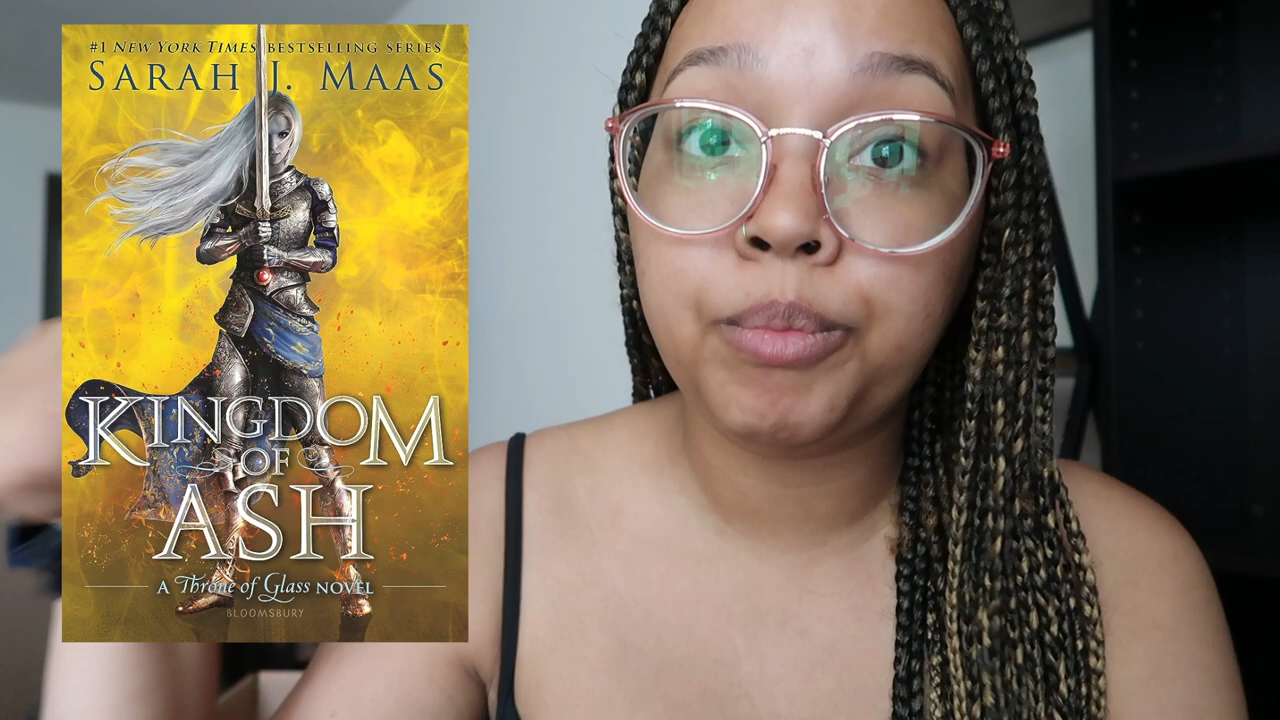 #1 NEW YORK TIMES BESTSELLING SERIES
SARAH J. MAAS
KINGDOM
OF
ASH
A Throne of Glass NOVEL
BLOOMSBURY